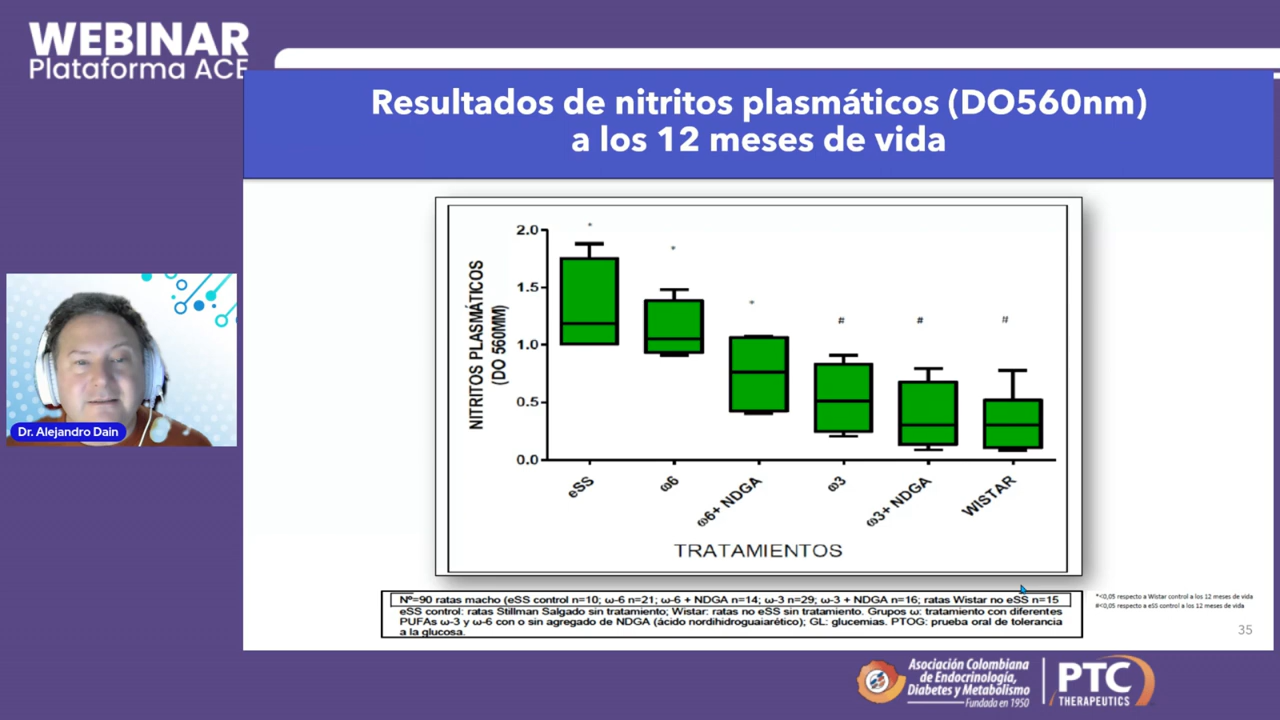 WEBINAR
Plataforma ACE
Resultados de nitritos plasmáticos (DO560nm)
a los 12 meses de vida
NITRITOS PLASMÁTICOS
(DO 560MM)
2.0
1.5
1.0
0.5
0.0
*
*
*
#
#
#
eSS
ω6
ω6+ NDGA
ω3
ω3+ NDGA
WISTAR
TRATAMIENTOS
Dr. Alejandro Dain
Nº=90 ratas macho (eSS control n=10; ω-6 n=21; ω-6 + NDGA n=14; ω-3 n=29; ω-3 + NDGA n=16; ratas Wistar no eSS n=15
eSS control: ratas Stillman Salgado sin tratamiento; Wistar: ratas no eSS sin tratamiento. Grupos ω: tratamiento con diferentes
PUFAs ω-3 y ω-6 con o sin agregado de NDGA (ácido nordihidroguaiarético); GL: glucemias. PTOG: prueba oral de tolerancia
a la glucosa.
*<0,05 respecto a Wistar control a los 12 meses de vida
#<0,05 respecto a eSS control a los 12 meses de vida
35
Asociación Colombiana
de Endocrinología,
Diabetes y Metabolismo
Fundada en 1950
PTC
THERAPEUTICS